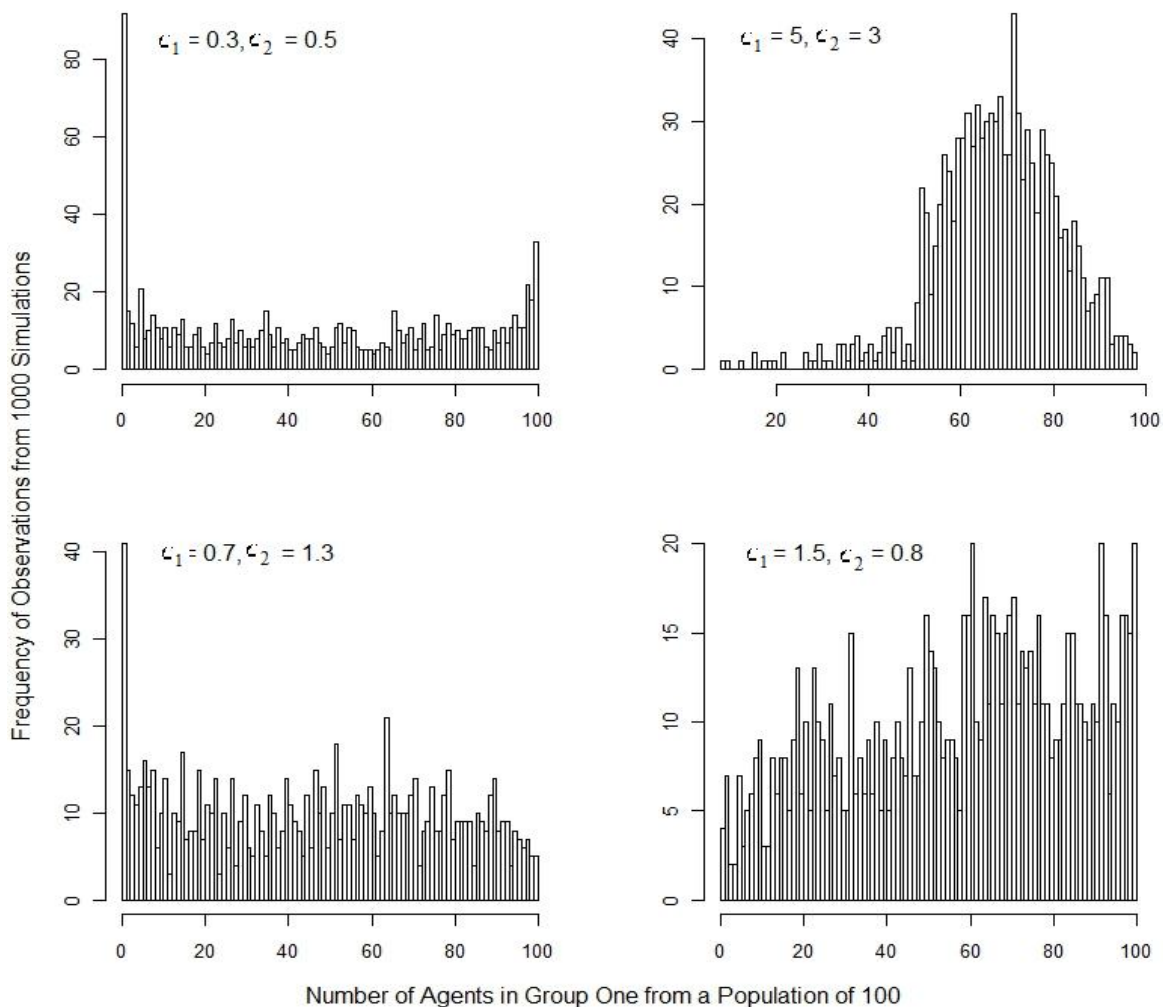 Frequency of Observations from 1000 Simulations
c1 = 0.3, c2 = 0.5
80
60
40
20
0
0 20 40 60 80 100
c1 = 5, c2 = 3
40
30
20
10
0
20 40 60 80 100
c1 = 0.7, c2 = 1.3
40
30
20
10
0
0 20 40 60 80 100
c1 = 1.5, c2 = 0.8
20
15
10
5
0
0 20 40 60 80 100
Number of Agents in Group One from a Population of 100